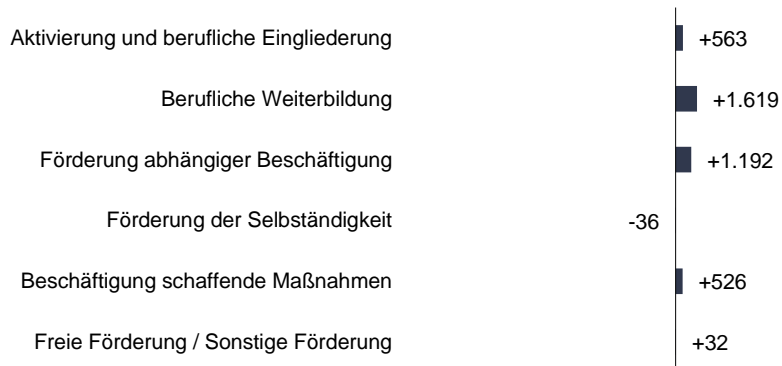 Aktivierung und berufliche Eingliederung +563
Berufliche Weiterbildung +1.619
Förderung abhängiger Beschäftigung +1.192
Förderung der Selbständigkeit -36
Beschäftigung schaffende Maßnahmen +526
Freie Förderung / Sonstige Förderung +32